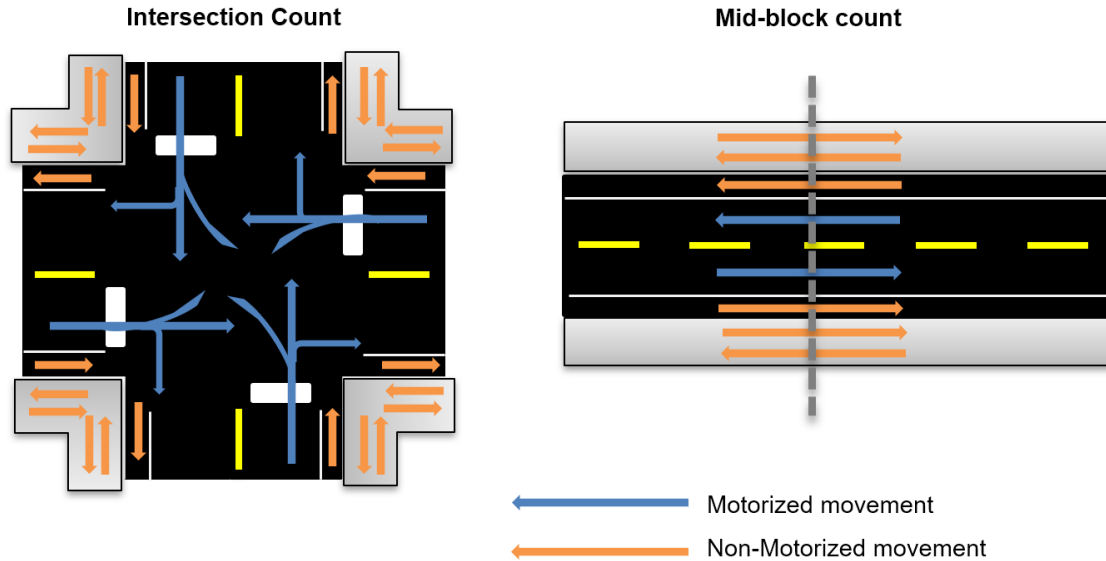 Intersection Count
Mid-block count
Motorized movement
Non-Motorized movement